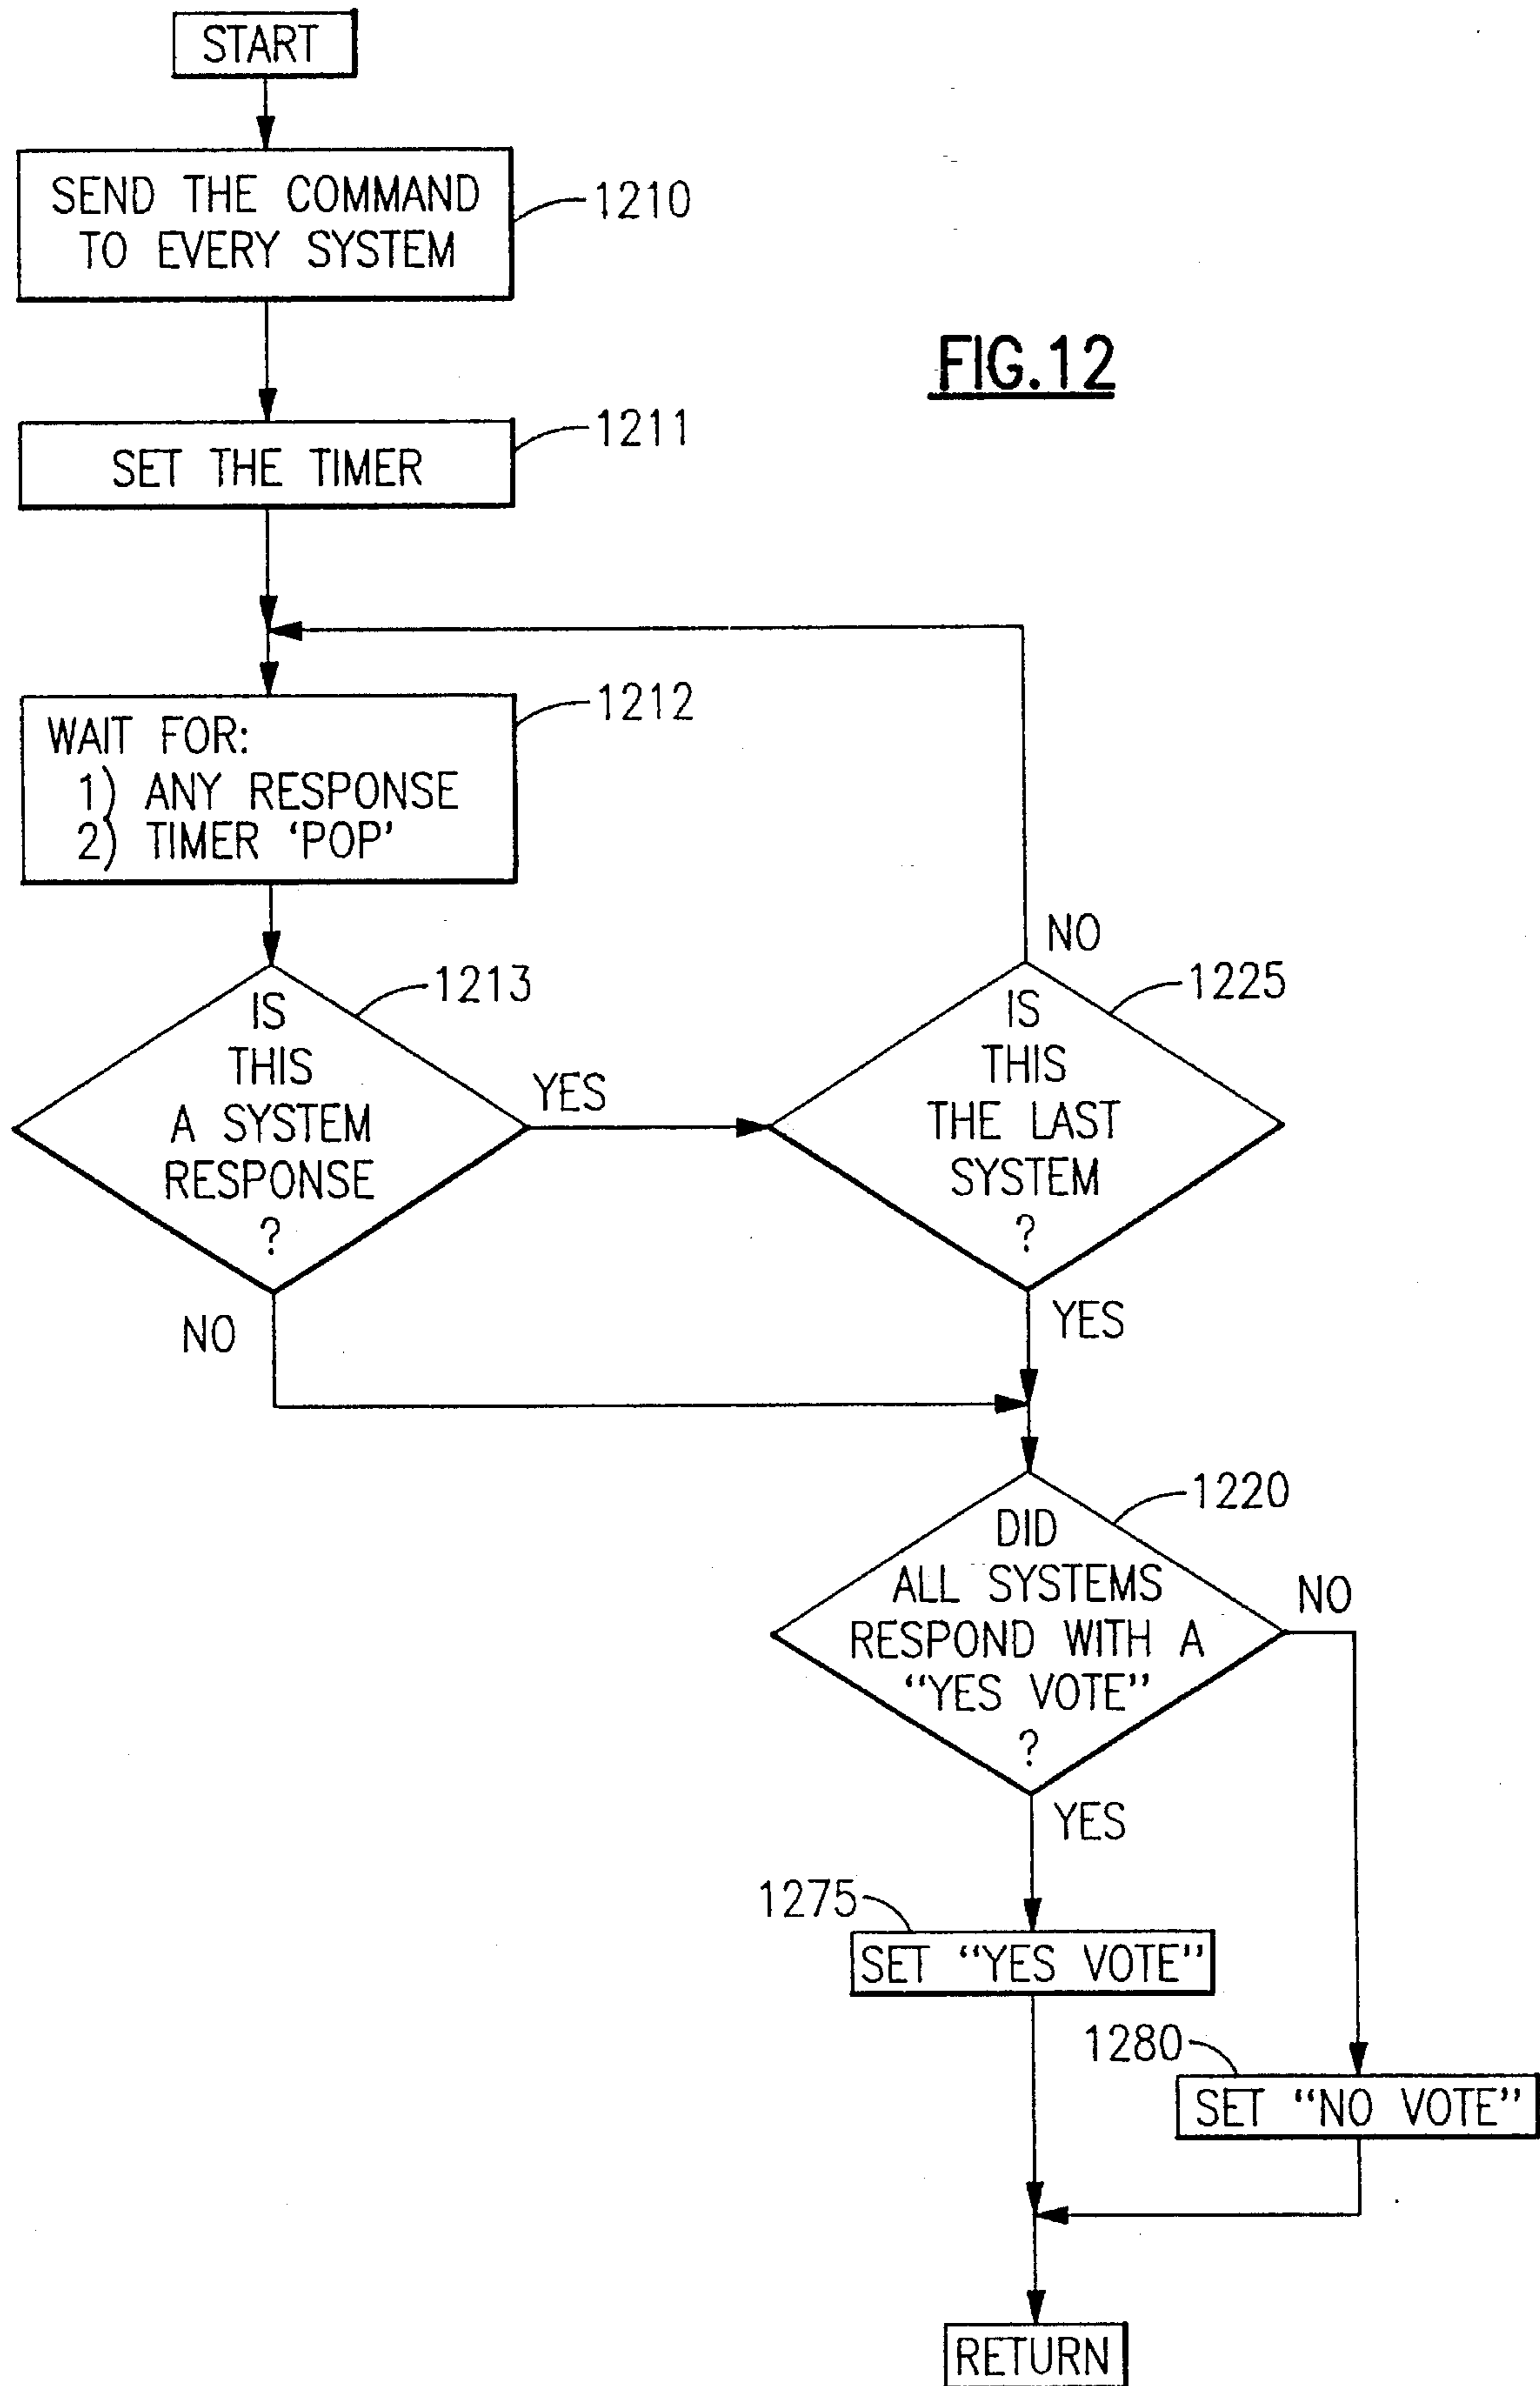 START
SEND THE COMMAND
TO EVERY SYSTEM
1210
FIG.12
SET THE TIMER
1211
WAIT FOR:
1) ANY RESPONSE
2) TIMER ‘POP’
1212
IS
THIS
A SYSTEM
RESPONSE
?
1213
YES
NO
NO
IS
THIS
THE LAST
SYSTEM
?
1225
YES
DID
ALL SYSTEMS
RESPOND WITH A
“YES VOTE”
?
1220
NO
YES
1275
SET “YES VOTE”
1280
SET “NO VOTE”
RETURN